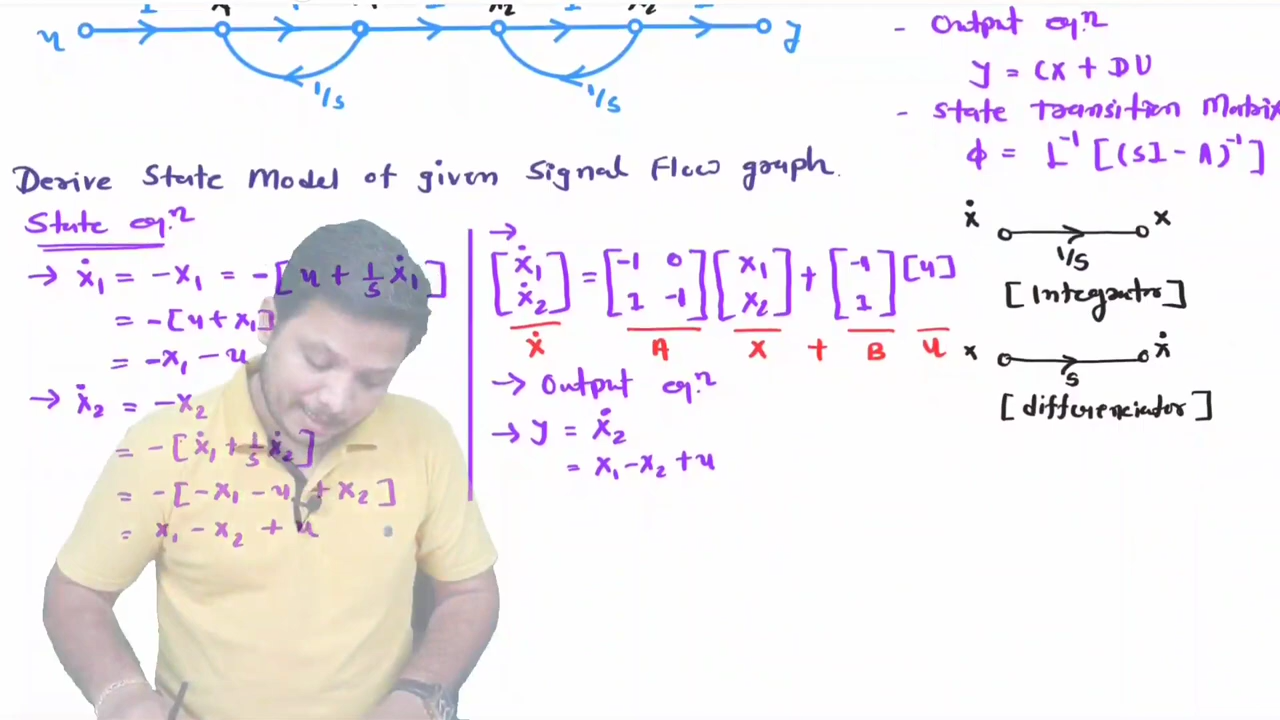 u
y
1/s
1/s
Derive State Model of given Signal Flow graph.
State eq.n
→ ẋ₁ = -x₁ = -[u + 1/s ẋ₁]
= -[u + x₁]
= -x₁ - u
→ ẋ₂ = -x₂
= -[ẋ₁ + 1/s ẋ₂]
= -[-x₁ - u + x₂]
= x₁ - x₂ + u
→
[ẋ₁ ẋ₂] = [-1 0 1 -1] [x₁ x₂] + [-1 1] [u]
Ẋ A X + B U
→ Output eq.n
→ y = ẋ₂
= x₁ - x₂ + u
- Output eq.n
y = CX + DU
- State transition Matrix
ϕ = L⁻¹ [(SI - A)⁻¹]
ẋ x
1/s
[Integrator]
x ẋ
s
[differenciator]